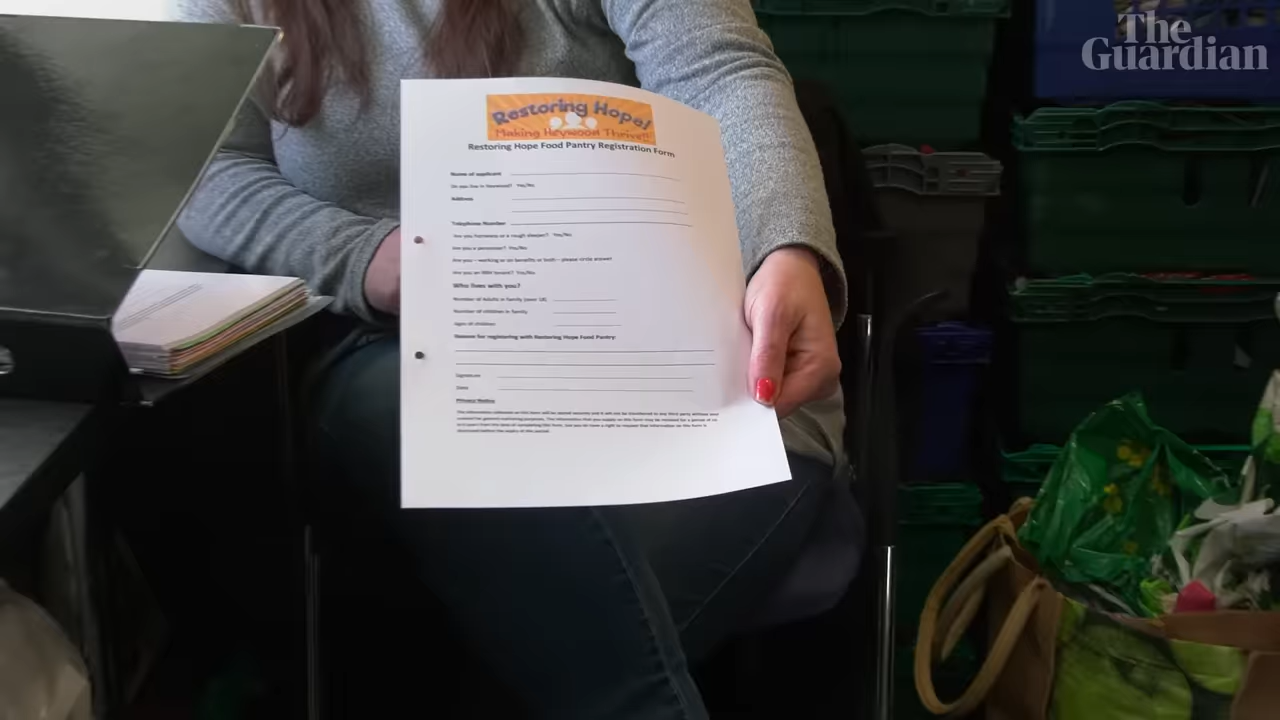 The
Guardian
Restoring Hope!
Making Heywood Thrive!!
Restoring Hope Food Pantry Registration Form
Name of applicant
Do you live in Heywood? Yes/No
Address
Telephone Number
Are you homeless or a rough sleeper? Yes/No
Are you a pensioner? Yes/No
Are you – working or on benefits or both – please circle answer
Are you an RBH tenant? Yes/No
Who lives with you?
Number of Adults in family (over 18)
Number of children in family
Ages of children
Reason for registering with Restoring Hope Food Pantry:
Signature
Date
Privacy Notice